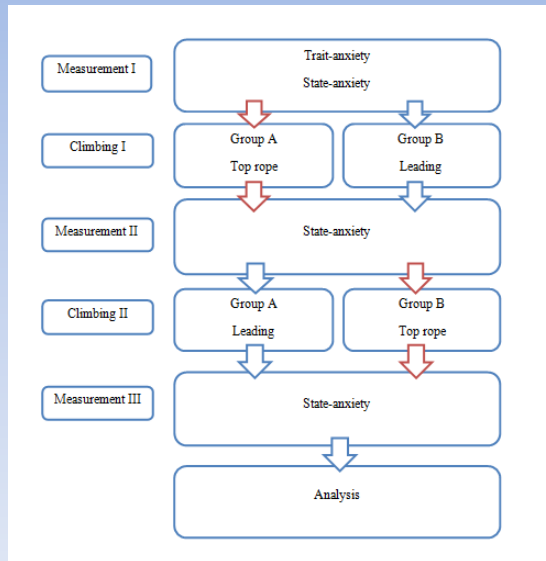 Measurement I
Trait-anxiety
State-anxiety
Climbing I
Group A
Top rope
Group B
Leading
Measurement II
State-anxiety
Climbing II
Group A
Leading
Group B
Top rope
Measurement III
State-anxiety
Analysis